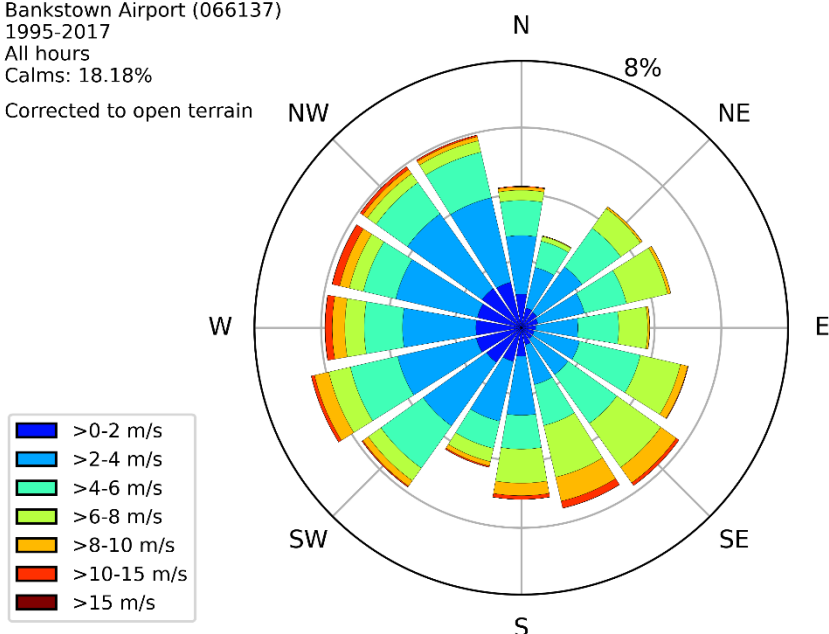 Bankstown Airport (066137)
1995-2017
All hours
Calms: 18.18%
Corrected to open terrain
N
8%
NW
NE
W
E
SW
SE
S
>0-2 m/s
>2-4 m/s
>4-6 m/s
>6-8 m/s
>8-10 m/s
>10-15 m/s
>15 m/s